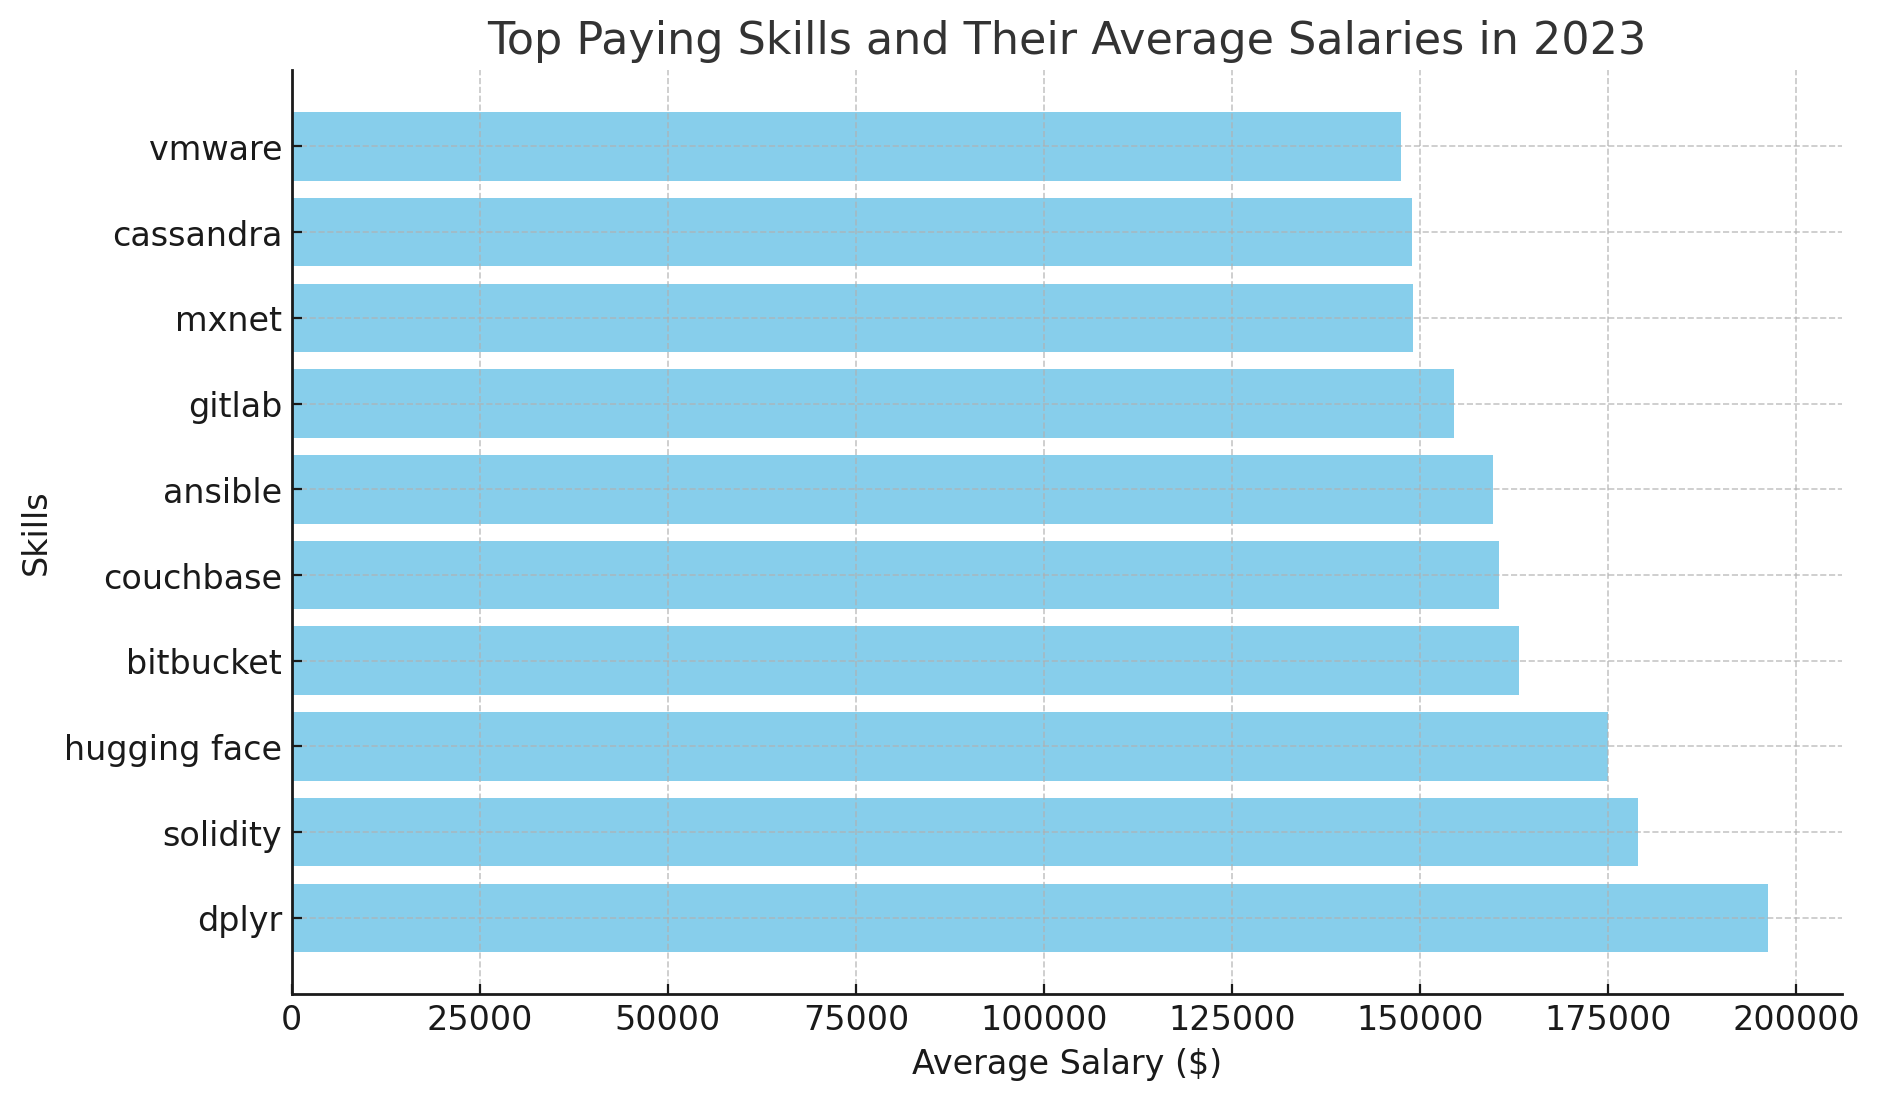 Top Paying Skills and Their Average Salaries in 2023
Skills
vmware
cassandra
mxnet
gitlab
ansible
couchbase
bitbucket
hugging face
solidity
dplyr
0 25000 50000 75000 100000 125000 150000 175000 200000
Average Salary ($)